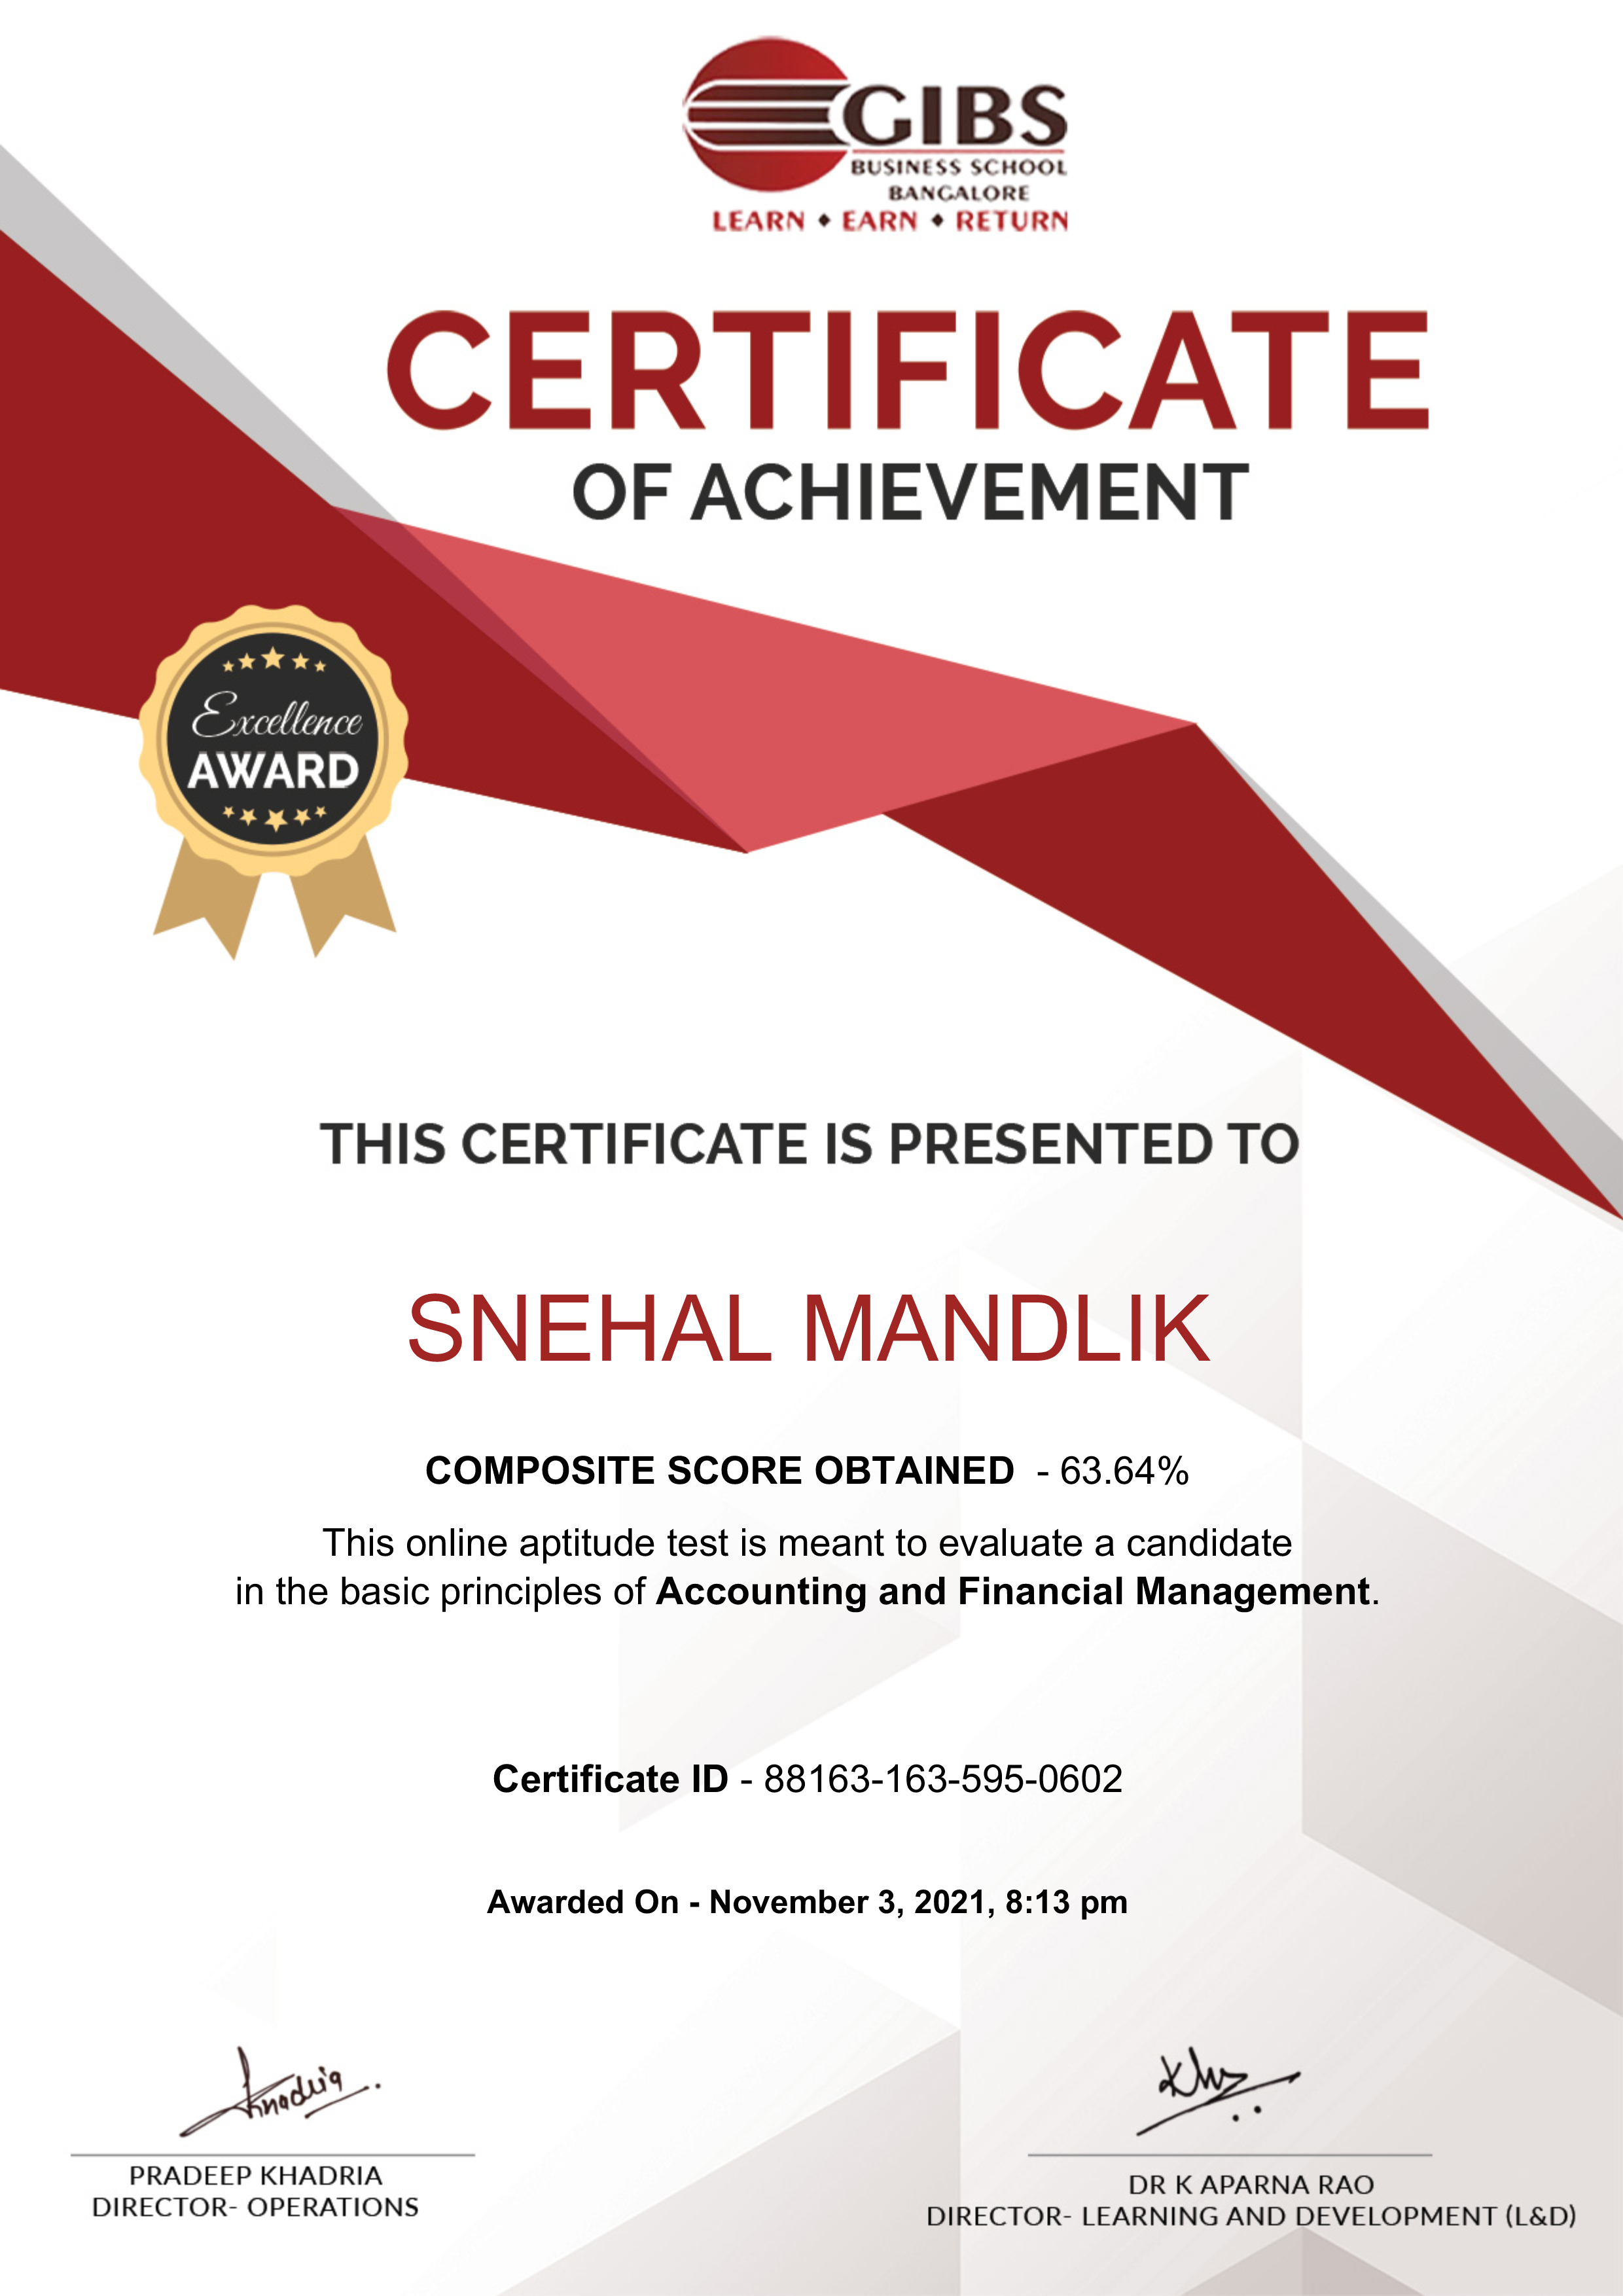 GIBS
BUSINESS SCHOOL
BANGALORE
LEARN ◆ EARN ◆ RETURN
CERTIFICATE
OF ACHIEVEMENT
Excellence
AWARD
THIS CERTIFICATE IS PRESENTED TO
SNEHAL MANDLIK
COMPOSITE SCORE OBTAINED - 63.64%
This online aptitude test is meant to evaluate a candidate
in the basic principles of Accounting and Financial Management.
Certificate ID - 88163-163-595-0602
Awarded On - November 3, 2021, 8:13 pm
PRADEEP KHADRIA
DIRECTOR- OPERATIONS
DR K APARNA RAO
DIRECTOR- LEARNING AND DEVELOPMENT (L&D)